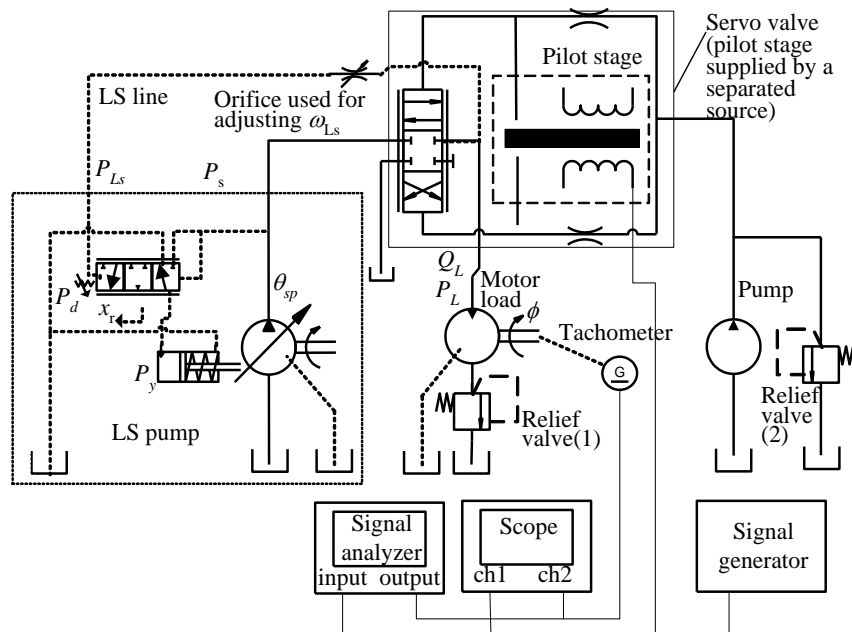 Servo valve
(pilot stage
supplied by a
separated
source)
Pilot stage
LS line
Orifice used for
adjusting ω_Ls
P_Ls
P_s
Q_L
P_L
Motor
load
ϕ
θ_sp
P_d
x_r
P_y
LS pump
Tachometer
G
Pump
Relief
valve(1)
Relief
valve
(2)
Signal
analyzer
input output
Scope
ch1 ch2
Signal
generator